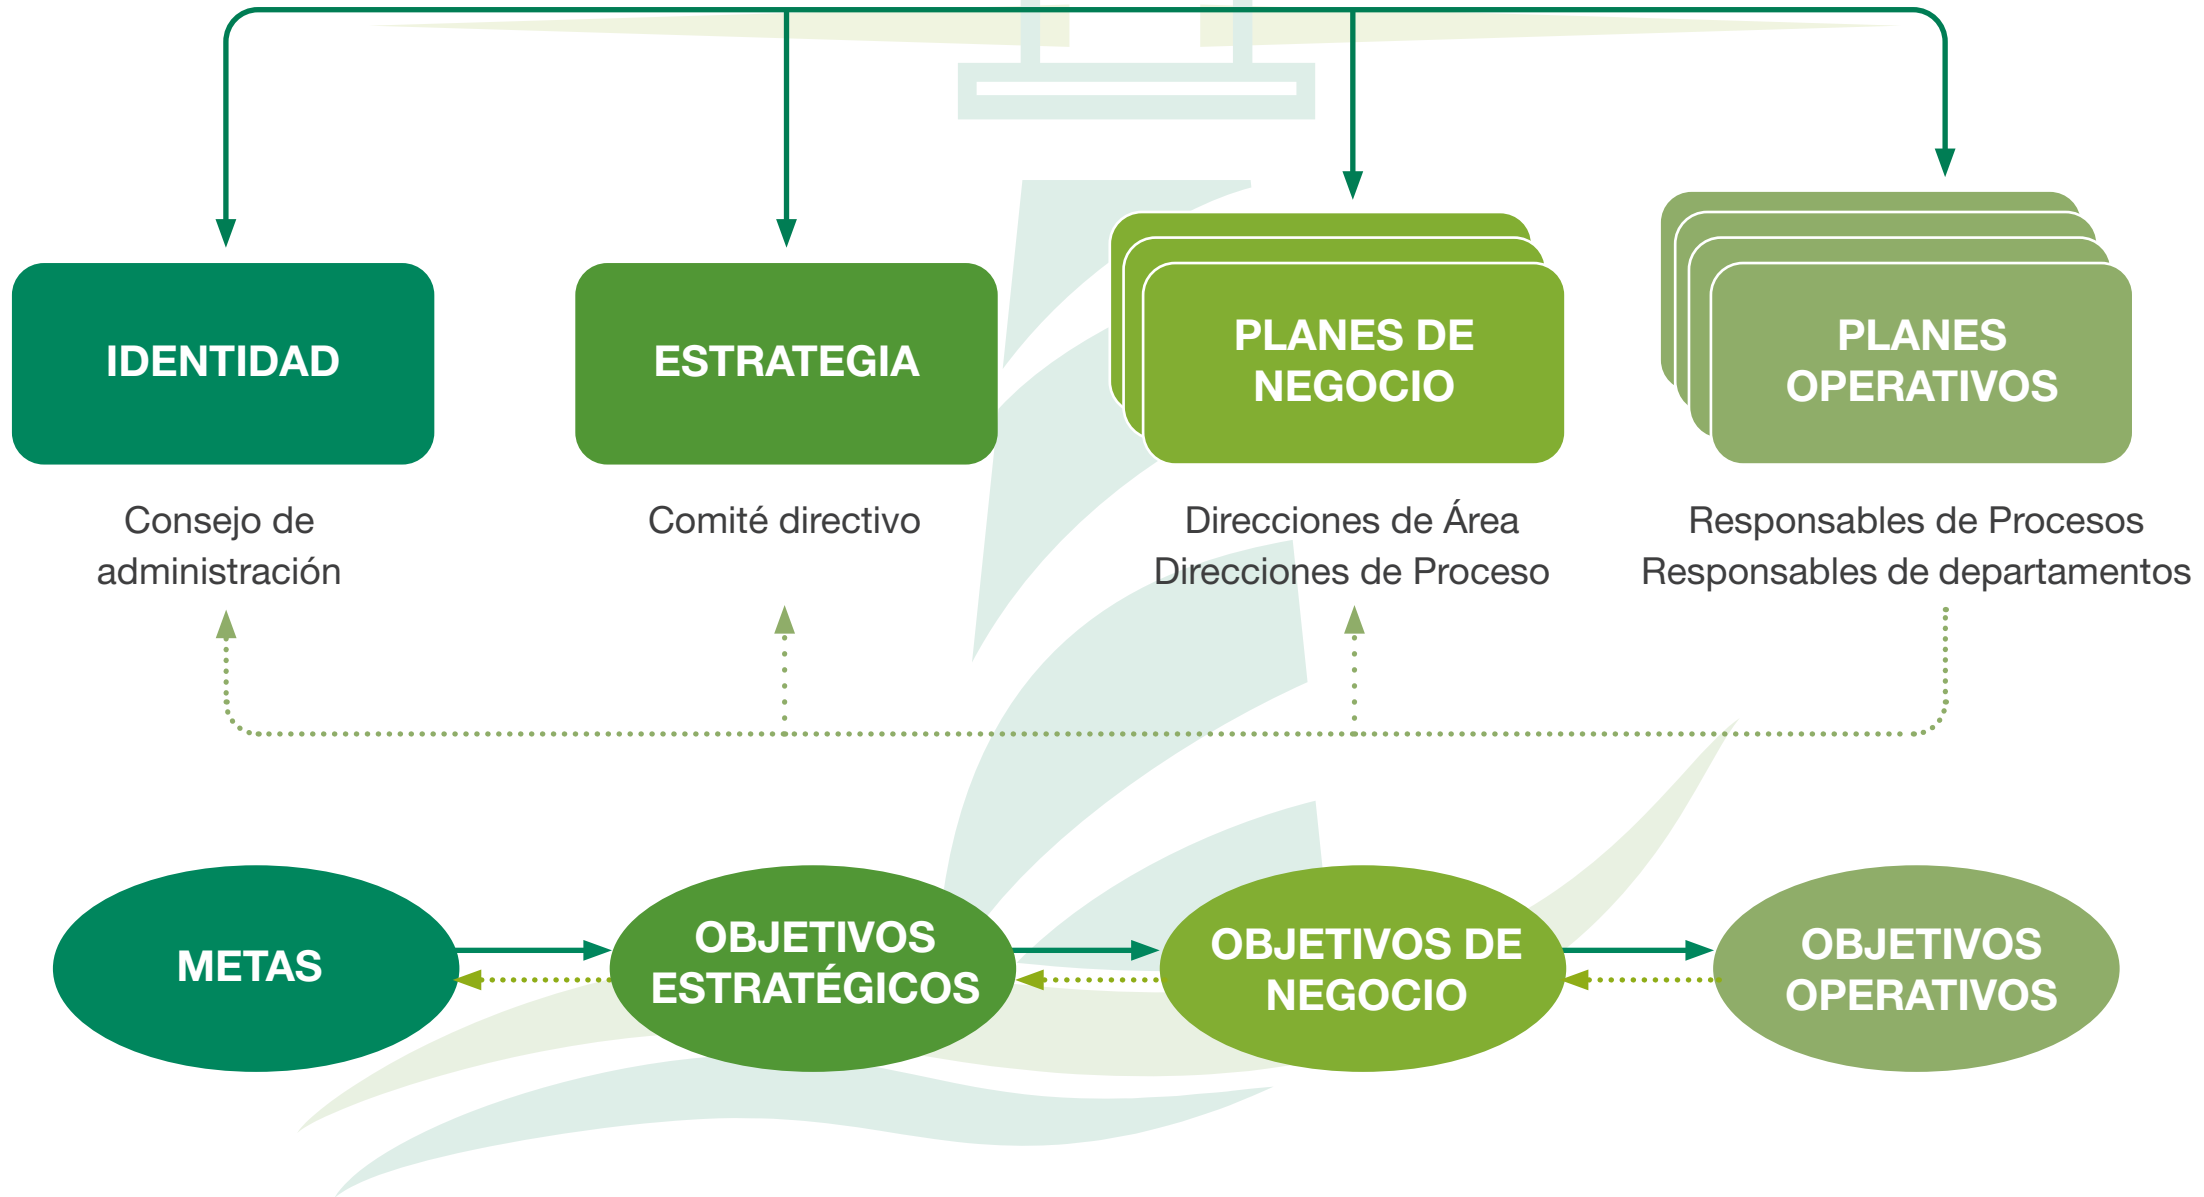 IDENTIDAD
ESTRATEGIA
PLANES DE
NEGOCIO
PLANES
OPERATIVOS
Consejo de
administración
Comité directivo
Direcciones de Área
Direcciones de Proceso
Responsables de Procesos
Responsables de departamentos
METAS
OBJETIVOS
ESTRATÉGICOS
OBJETIVOS DE
NEGOCIO
OBJETIVOS
OPERATIVOS